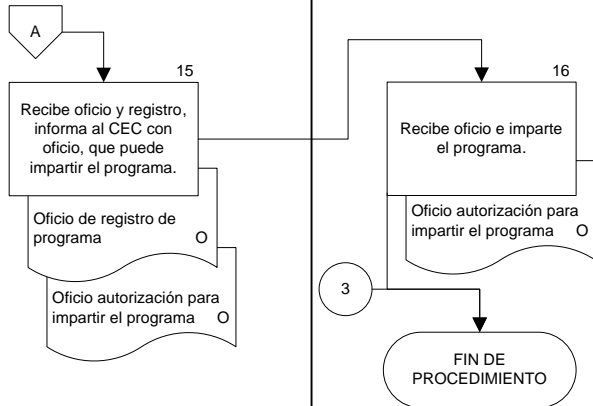 A
15
Recibe oficio y registro,
informa al CEC con
oficio, que puede
impartir el programa.
Oficio de registro de
programa O
Oficio autorización para
impartir el programa O
16
Recibe oficio e imparte
el programa.
Oficio autorización para
impartir el programa O
3
FIN DE
PROCEDIMIENTO